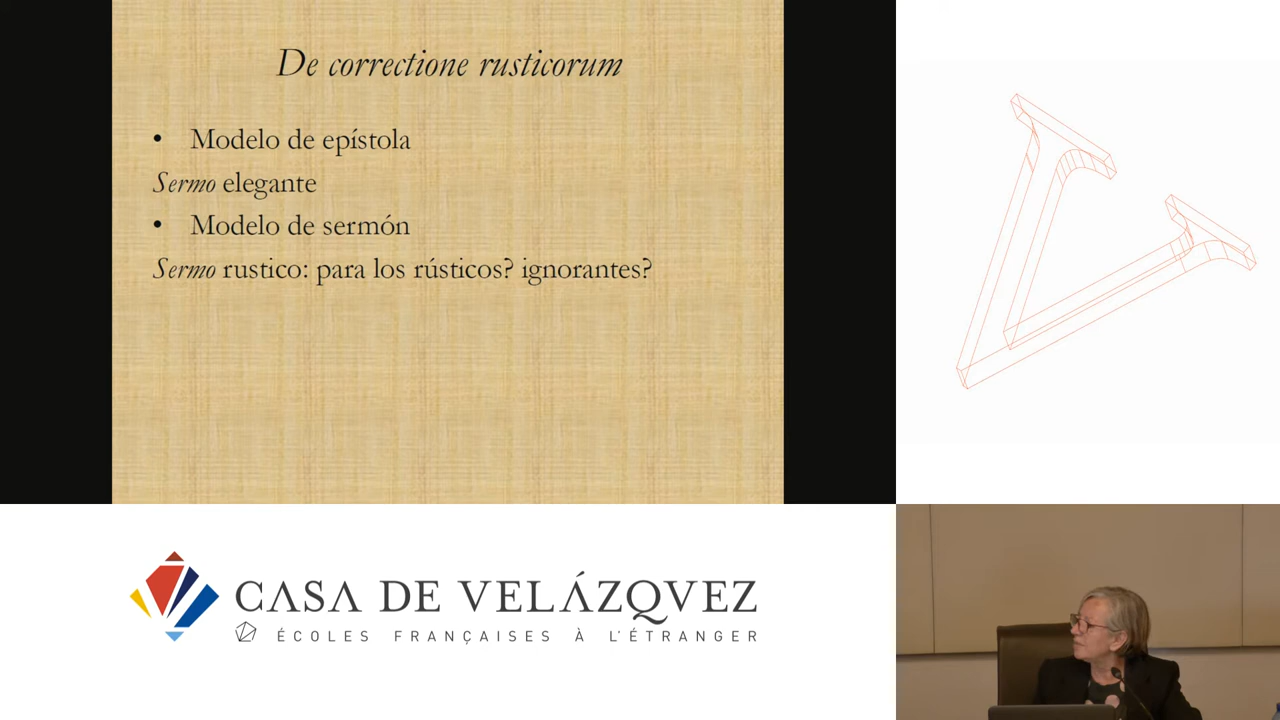 De correctione rusticorum
• Modelo de epístola
Sermo elegante
• Modelo de sermón
Sermo rustico: para los rústicos? ignorantes?
CASA DE VELÁZQVEZ
ÉCOLES FRANÇAISES À L'ÉTRANGER